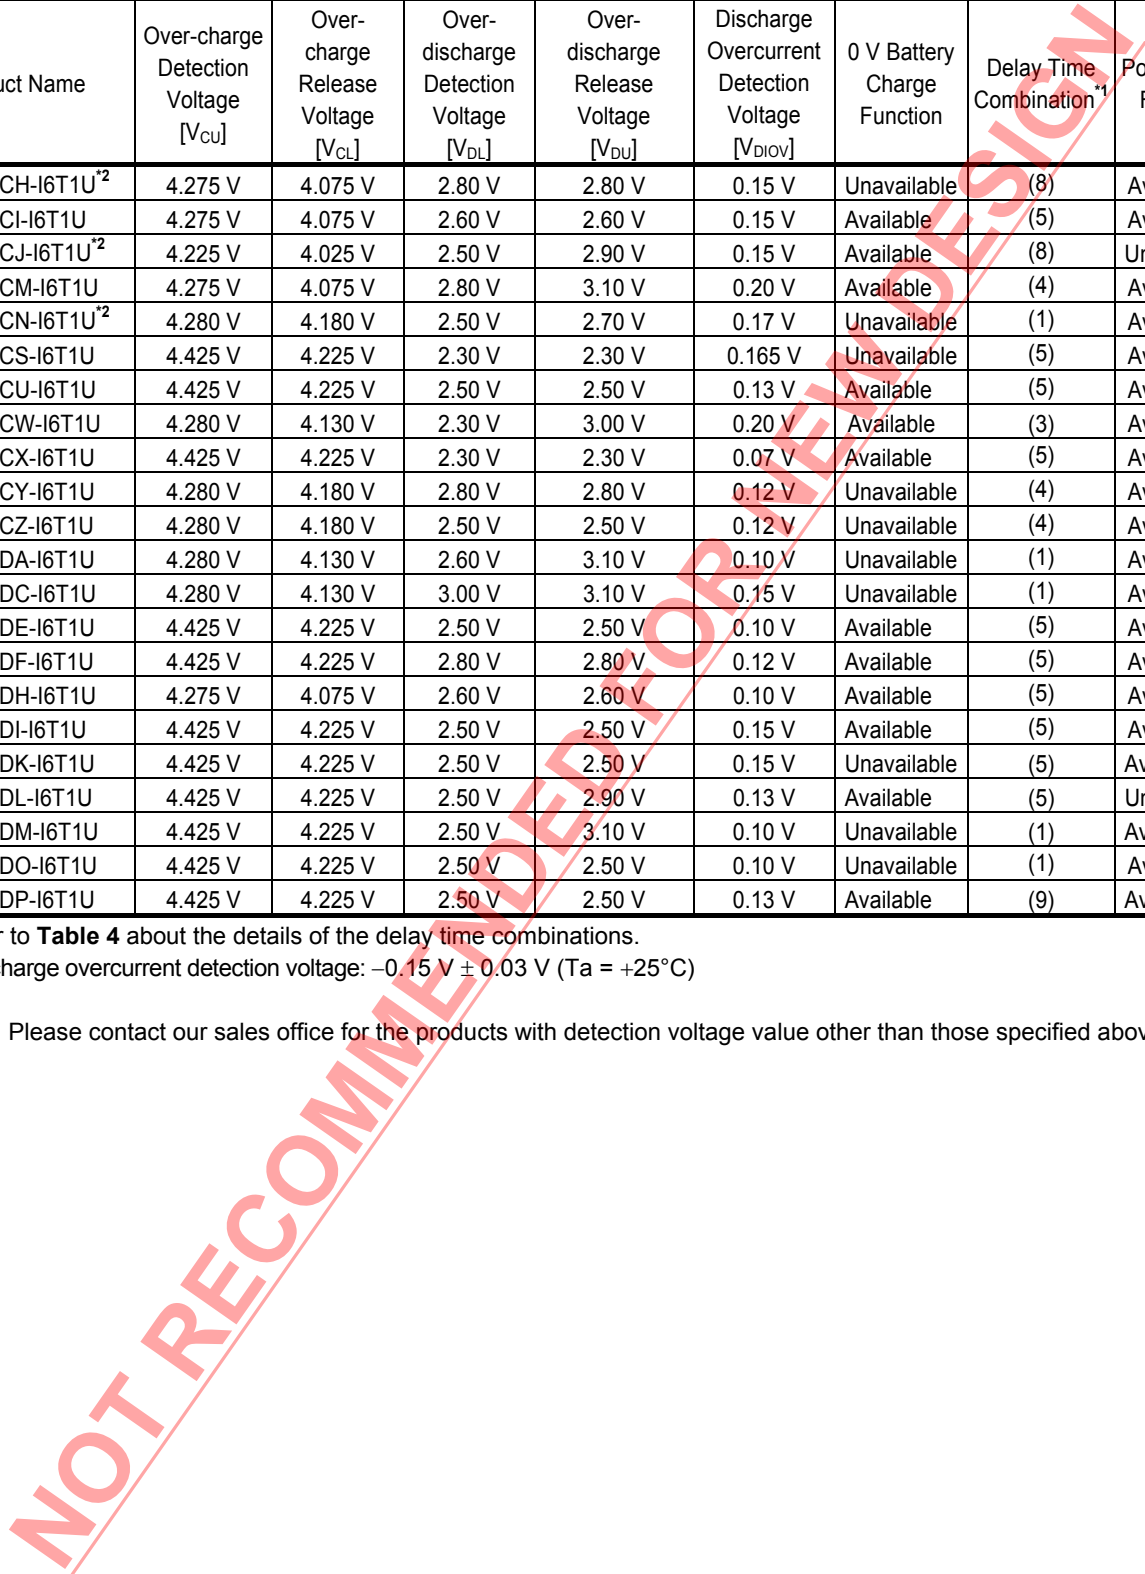 uct Name Over-charge Detection Voltage [VCU] Over-charge Release Voltage [VCL] Over-discharge Detection Voltage [VDL] Over-discharge Release Voltage [VDU] Discharge Overcurrent Detection Voltage [VDIOV] 0 V Battery Charge Function Delay Time Combination*1
CH-I6T1U*2 4.275 V 4.075 V 2.80 V 2.80 V 0.15 V Unavailable (8)
CI-I6T1U 4.275 V 4.075 V 2.60 V 2.60 V 0.15 V Available (5)
CJ-I6T1U*2 4.225 V 4.025 V 2.50 V 2.90 V 0.15 V Available (8)
CM-I6T1U 4.275 V 4.075 V 2.80 V 3.10 V 0.20 V Available (4)
CN-I6T1U*2 4.280 V 4.180 V 2.50 V 2.70 V 0.17 V Unavailable (1)
CS-I6T1U 4.425 V 4.225 V 2.30 V 2.30 V 0.165 V Unavailable (5)
CU-I6T1U 4.425 V 4.225 V 2.50 V 2.50 V 0.13 V Available (5)
CW-I6T1U 4.280 V 4.130 V 2.30 V 3.00 V 0.20 V Available (3)
CX-I6T1U 4.425 V 4.225 V 2.30 V 2.30 V 0.07 V Available (5)
CY-I6T1U 4.280 V 4.180 V 2.80 V 2.80 V 0.12 V Unavailable (4)
CZ-I6T1U 4.280 V 4.180 V 2.50 V 2.50 V 0.12 V Unavailable (4)
DA-I6T1U 4.280 V 4.130 V 2.60 V 3.10 V 0.10 V Unavailable (1)
DC-I6T1U 4.280 V 4.130 V 3.00 V 3.10 V 0.15 V Unavailable (1)
DE-I6T1U 4.425 V 4.225 V 2.50 V 2.50 V 0.10 V Available (5)
DF-I6T1U 4.425 V 4.225 V 2.80 V 2.80 V 0.12 V Available (5)
DH-I6T1U 4.275 V 4.075 V 2.60 V 2.60 V 0.10 V Available (5)
DI-I6T1U 4.425 V 4.225 V 2.50 V 2.50 V 0.15 V Available (5)
DK-I6T1U 4.425 V 4.225 V 2.50 V 2.50 V 0.15 V Unavailable (5)
DL-I6T1U 4.425 V 4.225 V 2.50 V 2.90 V 0.13 V Available (5)
DM-I6T1U 4.425 V 4.225 V 2.50 V 3.10 V 0.10 V Unavailable (1)
DO-I6T1U 4.425 V 4.225 V 2.50 V 2.50 V 0.10 V Unavailable (1)
DP-I6T1U 4.425 V 4.225 V 2.50 V 2.50 V 0.13 V Available (9)
r to Table 4 about the details of the delay time combinations.
charge overcurrent detection voltage: −0.15 V ± 0.03 V (Ta = +25°C)
Please contact our sales office for the products with detection voltage value other than those specified abov
NOT RECOMMENDED FOR NEW DESIGN